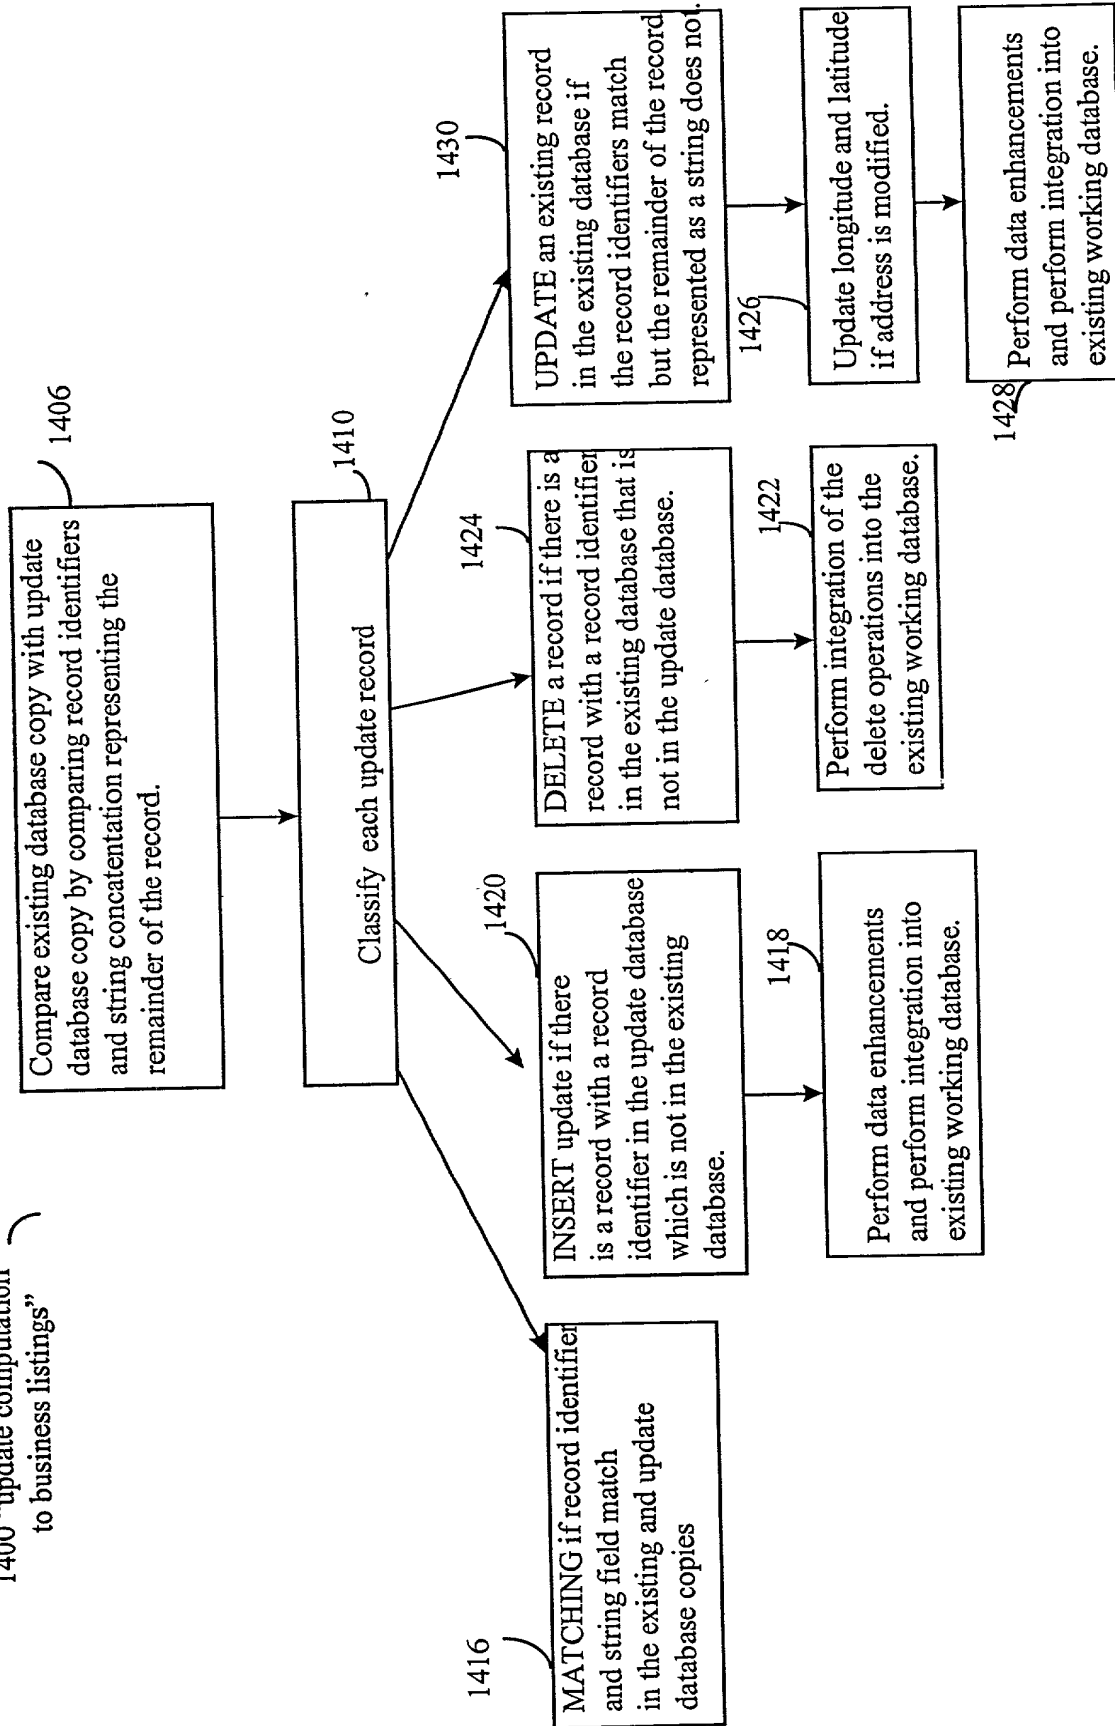 1400 "update computation
to business listings"
1406
Compare existing database copy with update
database copy by comparing record identifiers
and string concatentation representing the
remainder of the record.
1410
Classify each update record
1416
MATCHING if record identifier
and string field match
in the existing and update
database copies
1420
INSERT update if there
is a record with a record
identifier in the update database
which is not in the existing
database.
1418
Perform data enhancements
and perform integration into
existing working database.
1424
DELETE a record if there is a
record with a record identifier
in the existing database that is
not in the update database.
1422
Perform integration of the
delete operations into the
existing working database.
1430
UPDATE an existing record
in the existing database if
the record identifiers match
but the remainder of the record
represented as a string does not.
1426
Update longitude and latitude
if address is modified.
1428
Perform data enhancements
and perform integration into
existing working database.